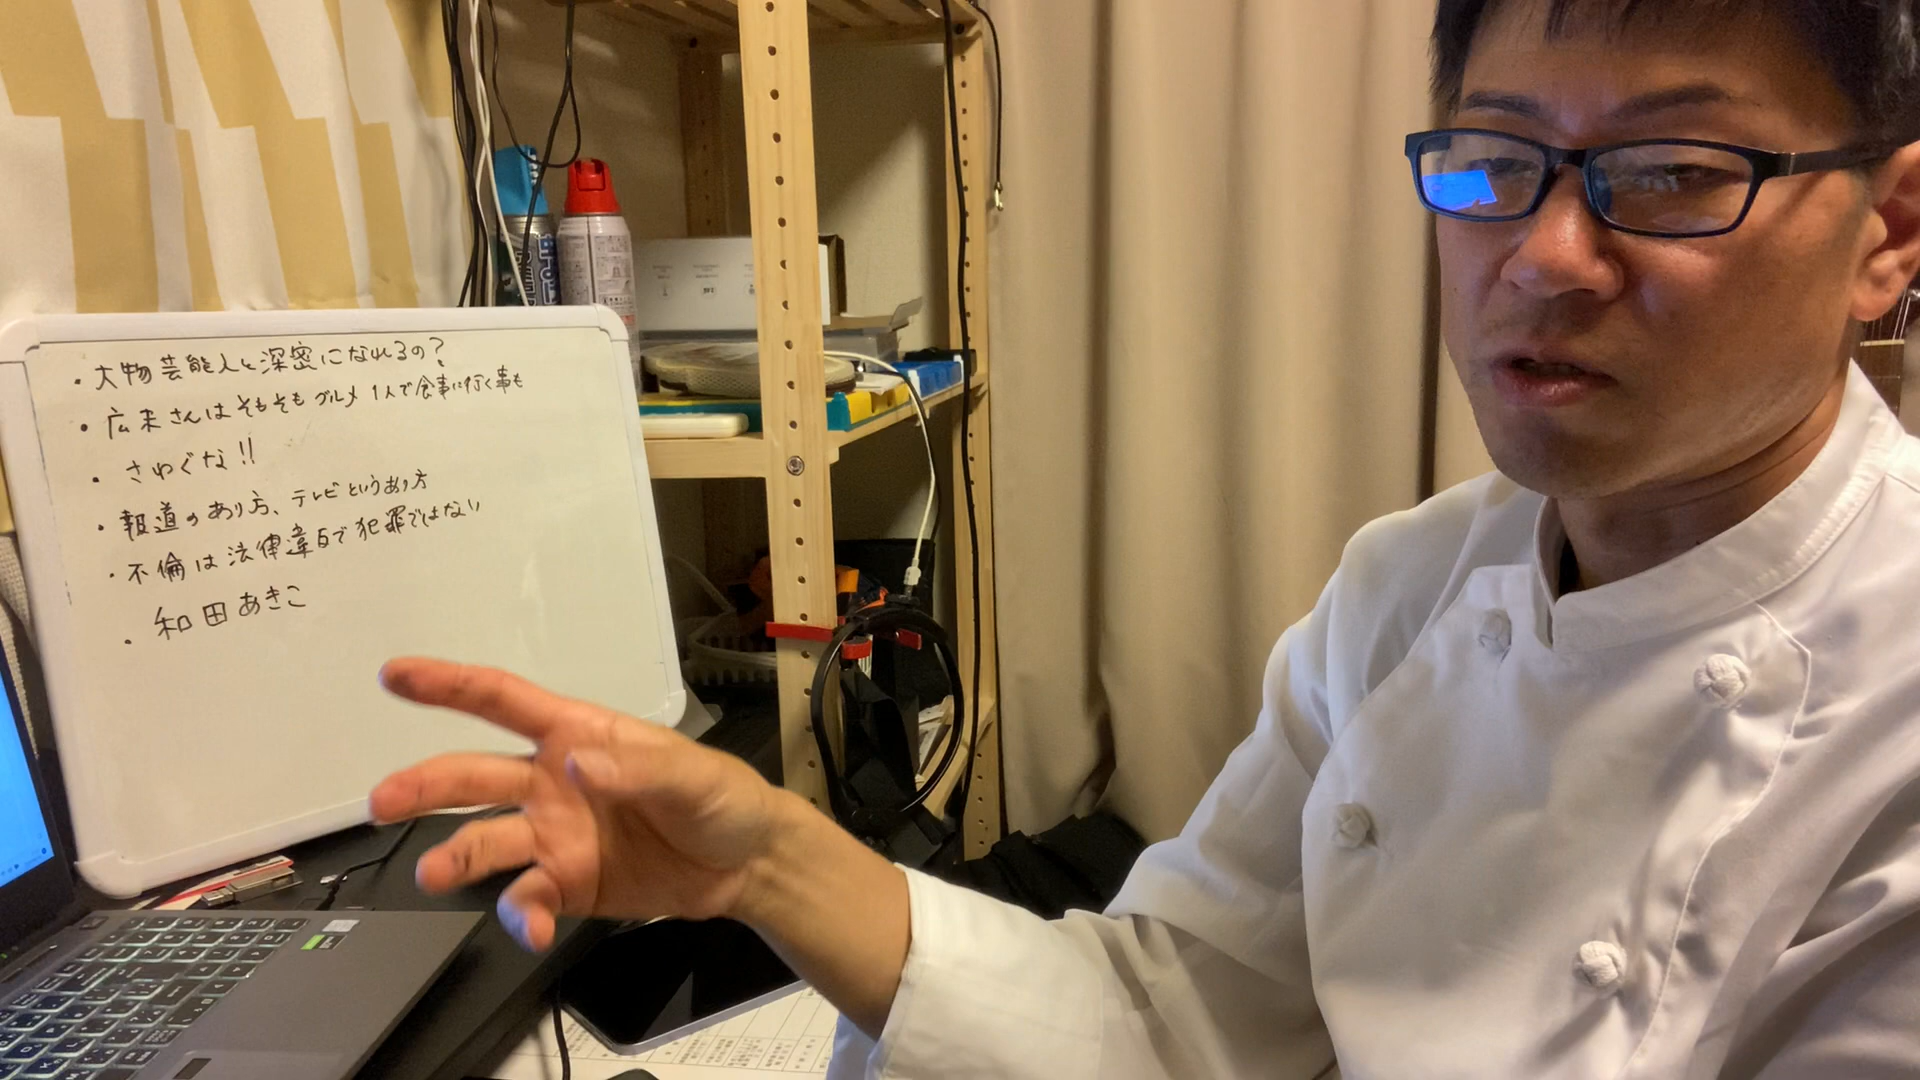 ・大物芸能人と深密になれるの?
・広末さんはそもそもグルメ 1人で食事に行く事も
・さわぐな!!
・報道のあり方、テレビというあり方
・不倫は法律違反で犯罪ではない
・和田あきこ